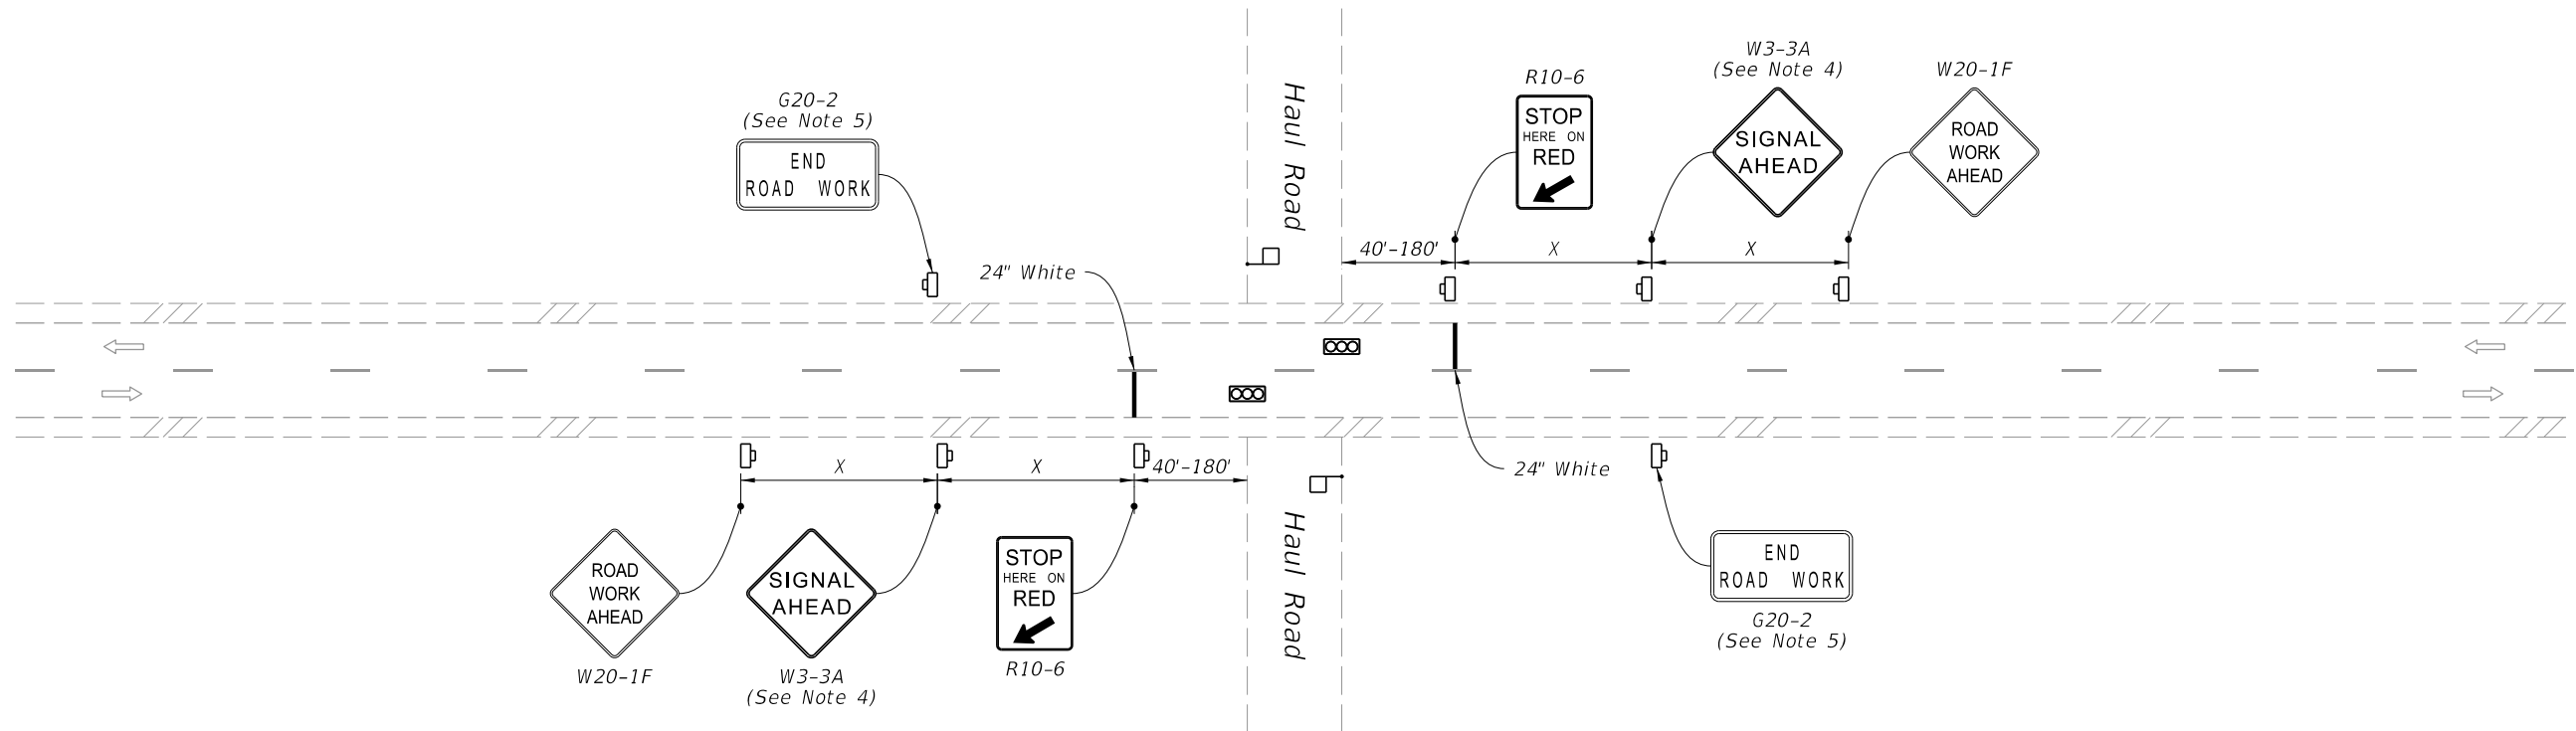 W3-3A
(See Note 4)
W20-1F
R10-6
G20-2
(See Note 5)
END
ROAD WORK
Haul Road
STOP
HERE ON
RED
SIGNAL
AHEAD
ROAD
WORK
AHEAD
40'-180'
X
X
24" White
X
X
40'-180'
24" White
ROAD
WORK
AHEAD
SIGNAL
AHEAD
STOP
HERE ON
RED
Haul Road
END
ROAD WORK
G20-2
(See Note 5)
W20-1F
W3-3A
(See Note 4)
R10-6